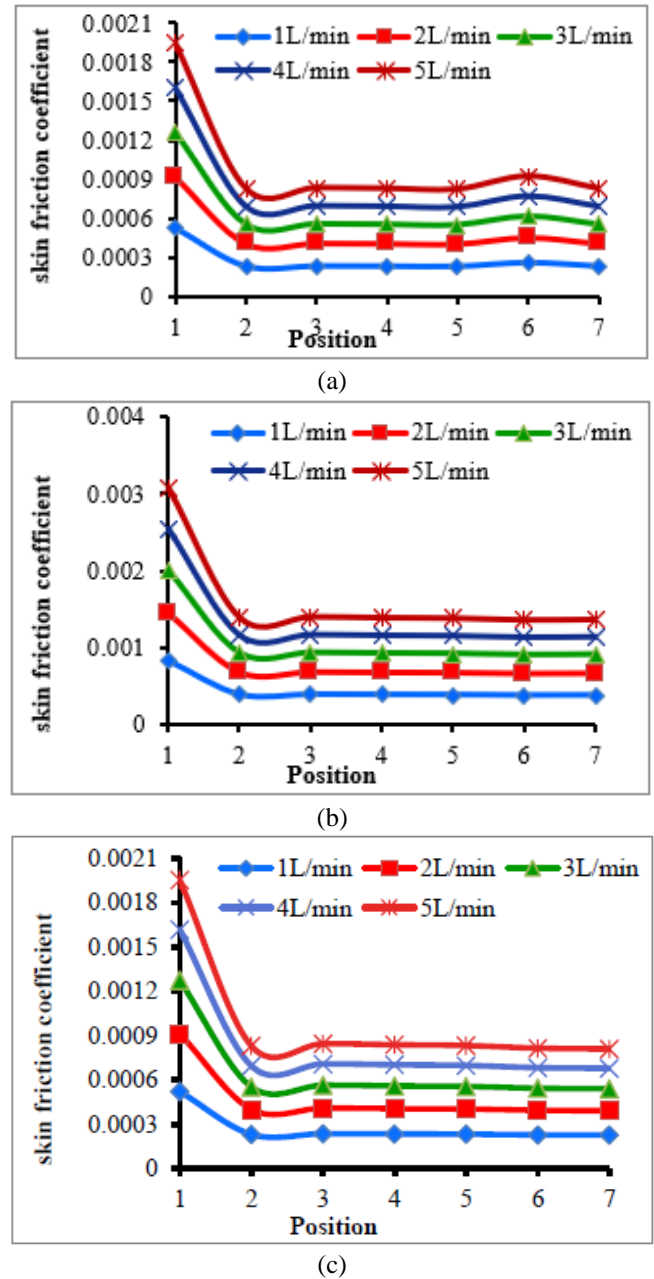 skin friction coefficient
0.0021
0.0018
0.0015
0.0012
0.0009
0.0006
0.0003
0
1L/min 2L/min 3L/min
4L/min 5L/min
1 2 3 4 5 6 7
Position
(a)
skin friction coefficient
0.004
0.003
0.002
0.001
0
1L/min 2L/min 3L/min
4L/min 5L/min
1 2 3 4 5 6 7
Position
(b)
skin friction coefficient
0.0021
0.0018
0.0015
0.0012
0.0009
0.0006
0.0003
0
1L/min 2L/min 3L/min
4L/min 5L/min
1 2 3 4 5 6 7
Position
(c)